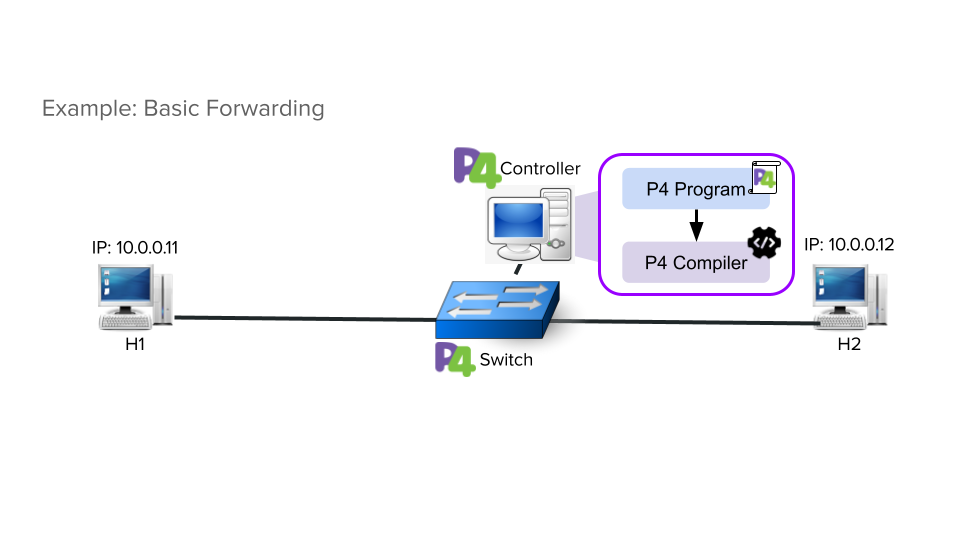 Example: Basic Forwarding
P4 Controller
P4 Program
P4
P4 Compiler
IP: 10.0.0.11
IP: 10.0.0.12
H1
H2
P4 Switch